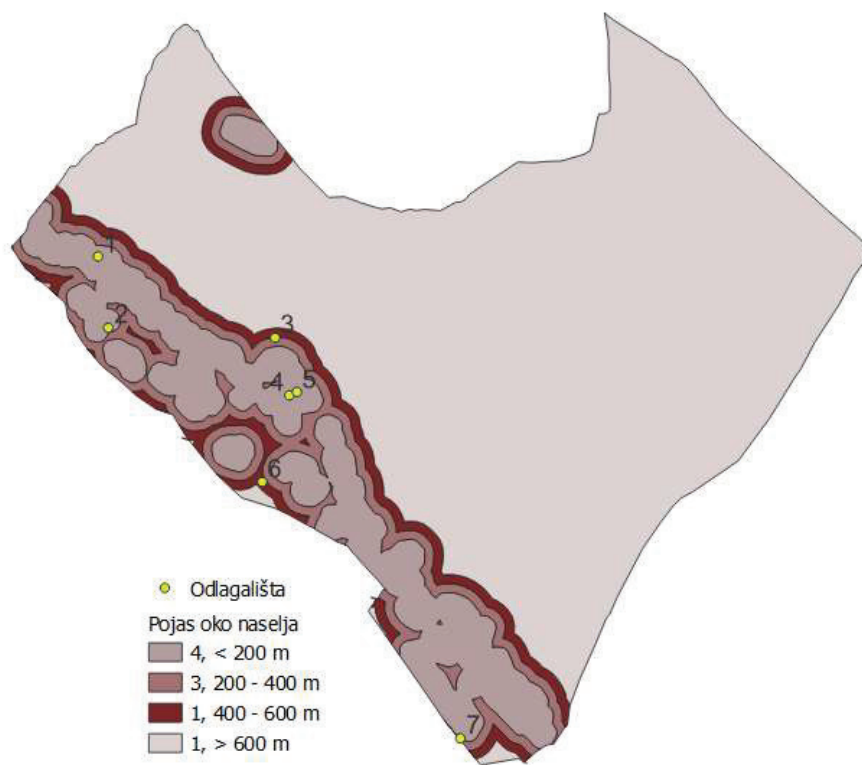 1
2
3
4
5
6
7
Odlagališta
Pojas oko naselja
4, < 200 m
3, 200 - 400 m
1, 400 - 600 m
1, > 600 m